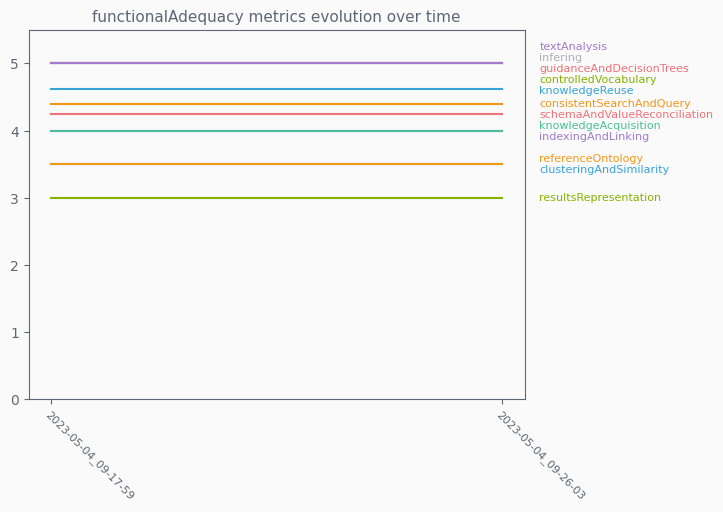 functionalAdequacy metrics evolution over time
5
4
3
2
1
0
2023-05-04_09-17-59
2023-05-04_09-26-03
textAnalysis
infering
guidanceAndDecisionTrees
controlledVocabulary
knowledgeReuse
consistentSearchAndQuery
schemaAndValueReconciliation
knowledgeAcquisition
indexingAndLinking
referenceOntology
clusteringAndSimilarity
resultsRepresentation